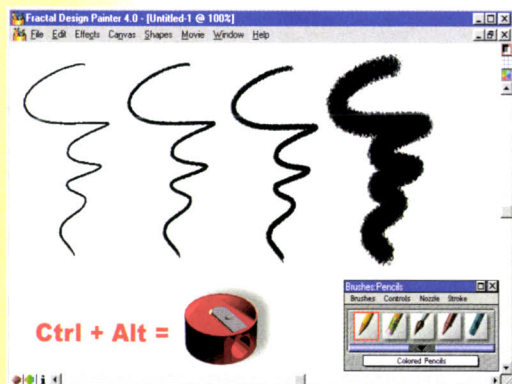 Fractal Design Painter 4.0 - [Untitled-1 @ 100%]
File Edit Effects Canvas Shapes Movie Window Help
Ctrl + Alt =
Brushes:Pencils
Brushes Controls Nozzle Stroke
Colored Pencils